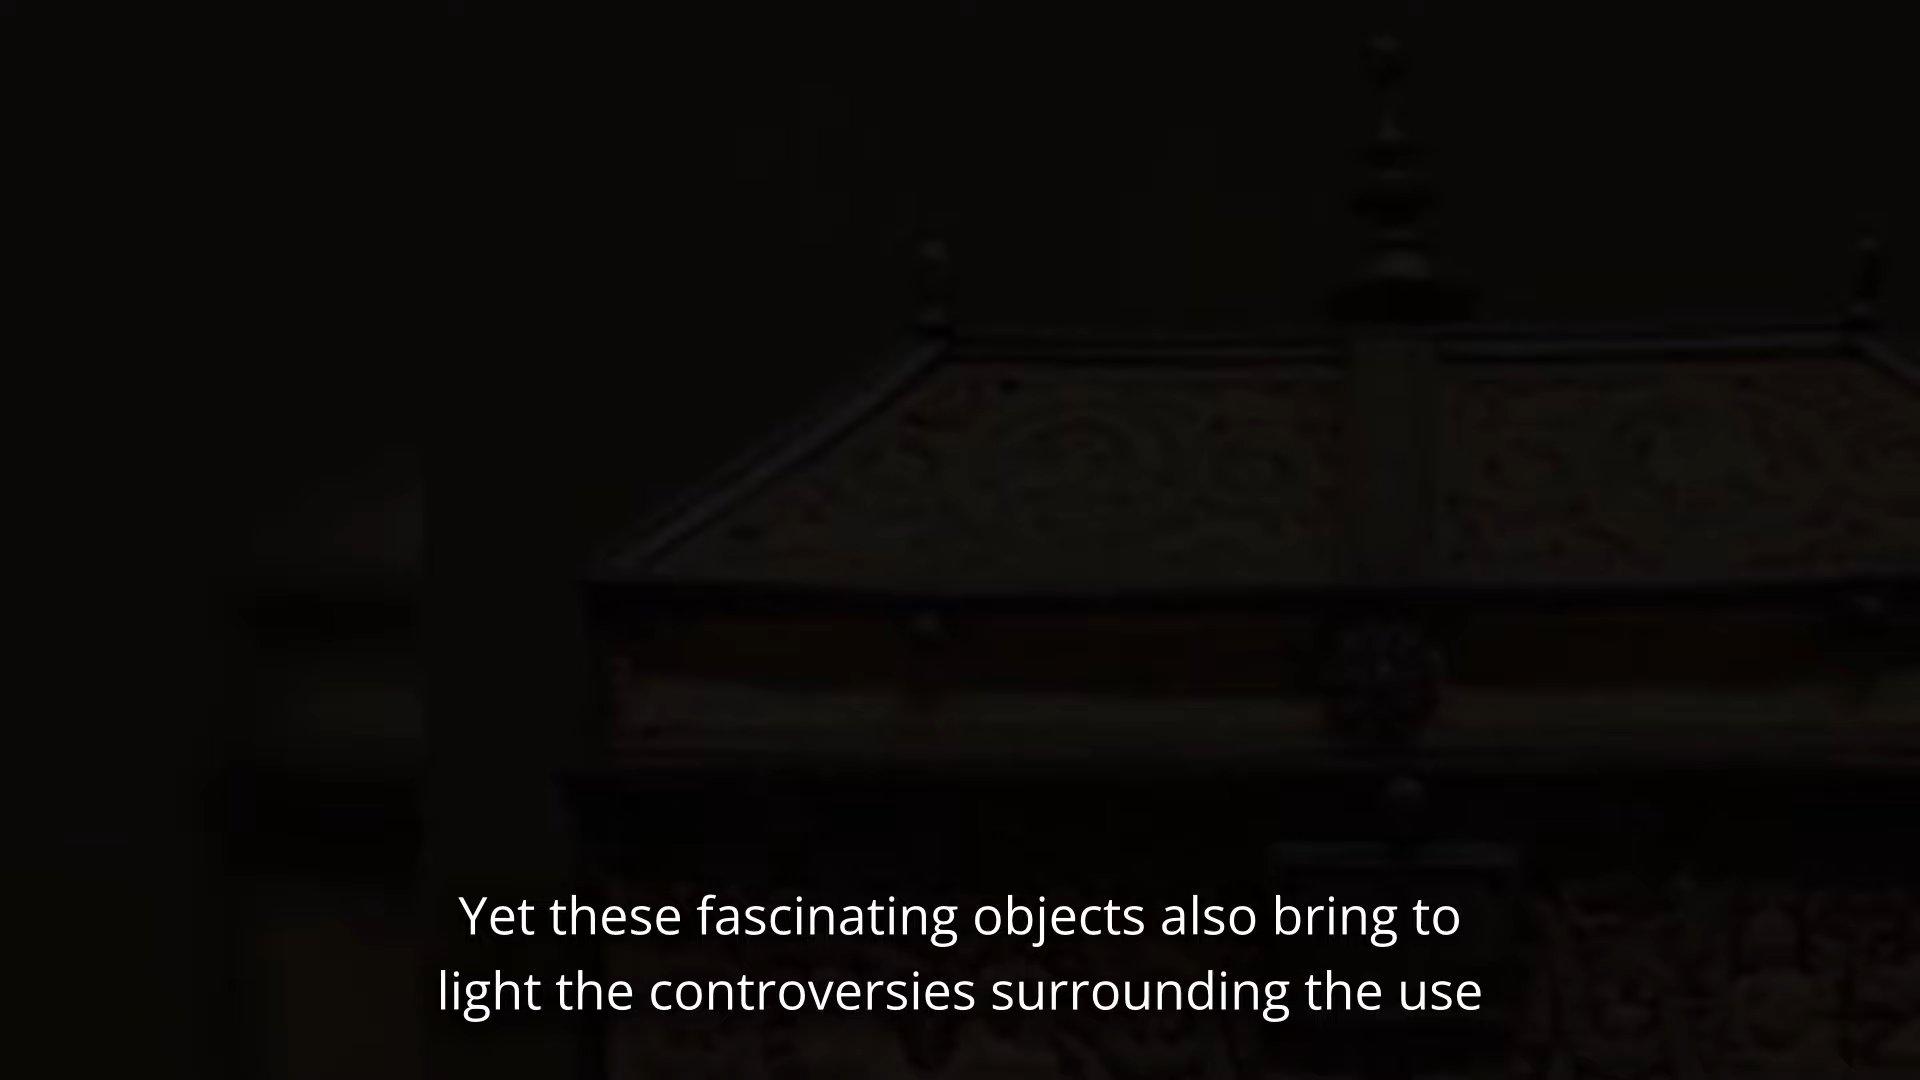 Yet these fascinating objects also bring to
light the controversies surrounding the use